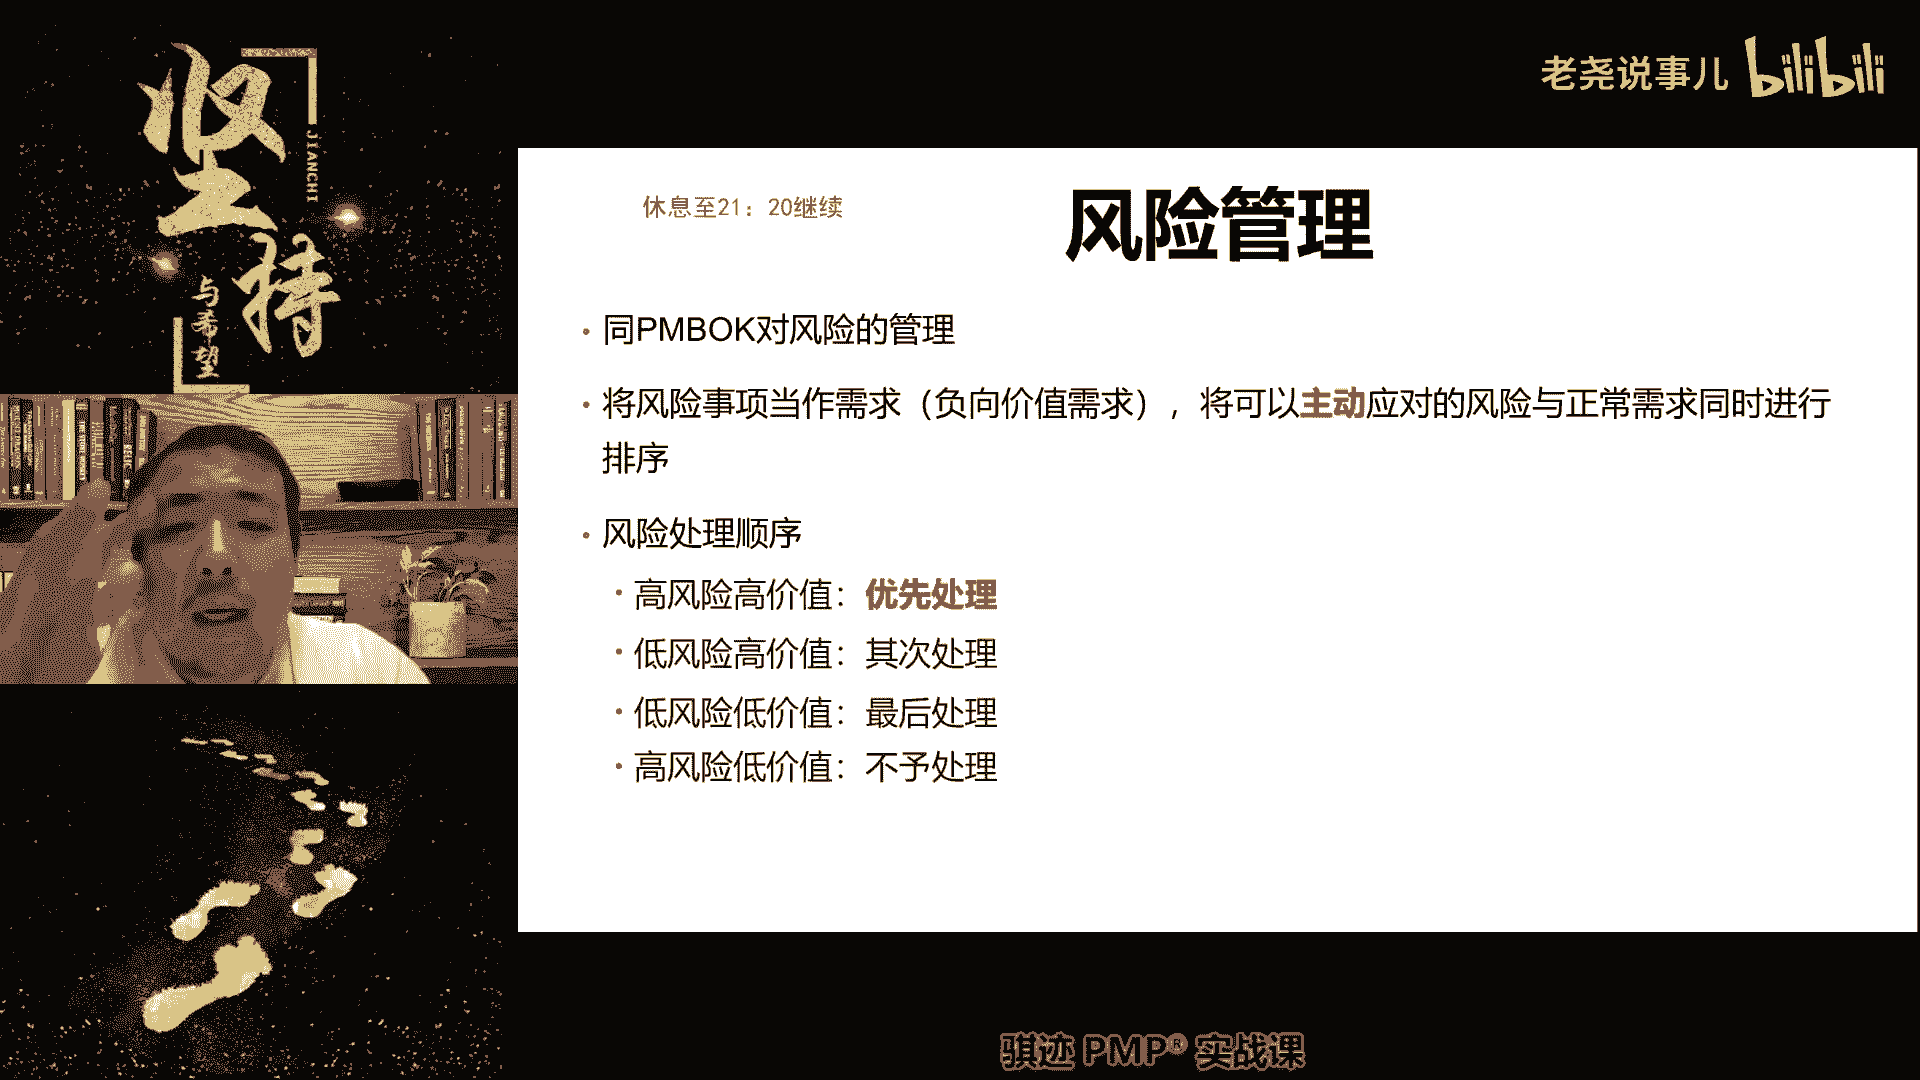 坚持
JIANCHI
与希望
老尧说事儿 bilibili
休息至21：20继续
风险管理
• 同PMBOK对风险的管理
• 将风险事项当作需求（负向价值需求），将可以主动应对的风险与正常需求同时进行
排序
• 风险处理顺序
• 高风险高价值：优先处理
• 低风险高价值：其次处理
• 低风险低价值：最后处理
• 高风险低价值：不予处理
骐迹 PMP® 实战课